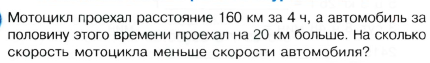 Мотоцикл проехал расстояние 160 км за 4 ч, а автомобиль за
половину этого времени проехал на 20 км больше. На сколько
скорость мотоцикла меньше скорости автомобиля?